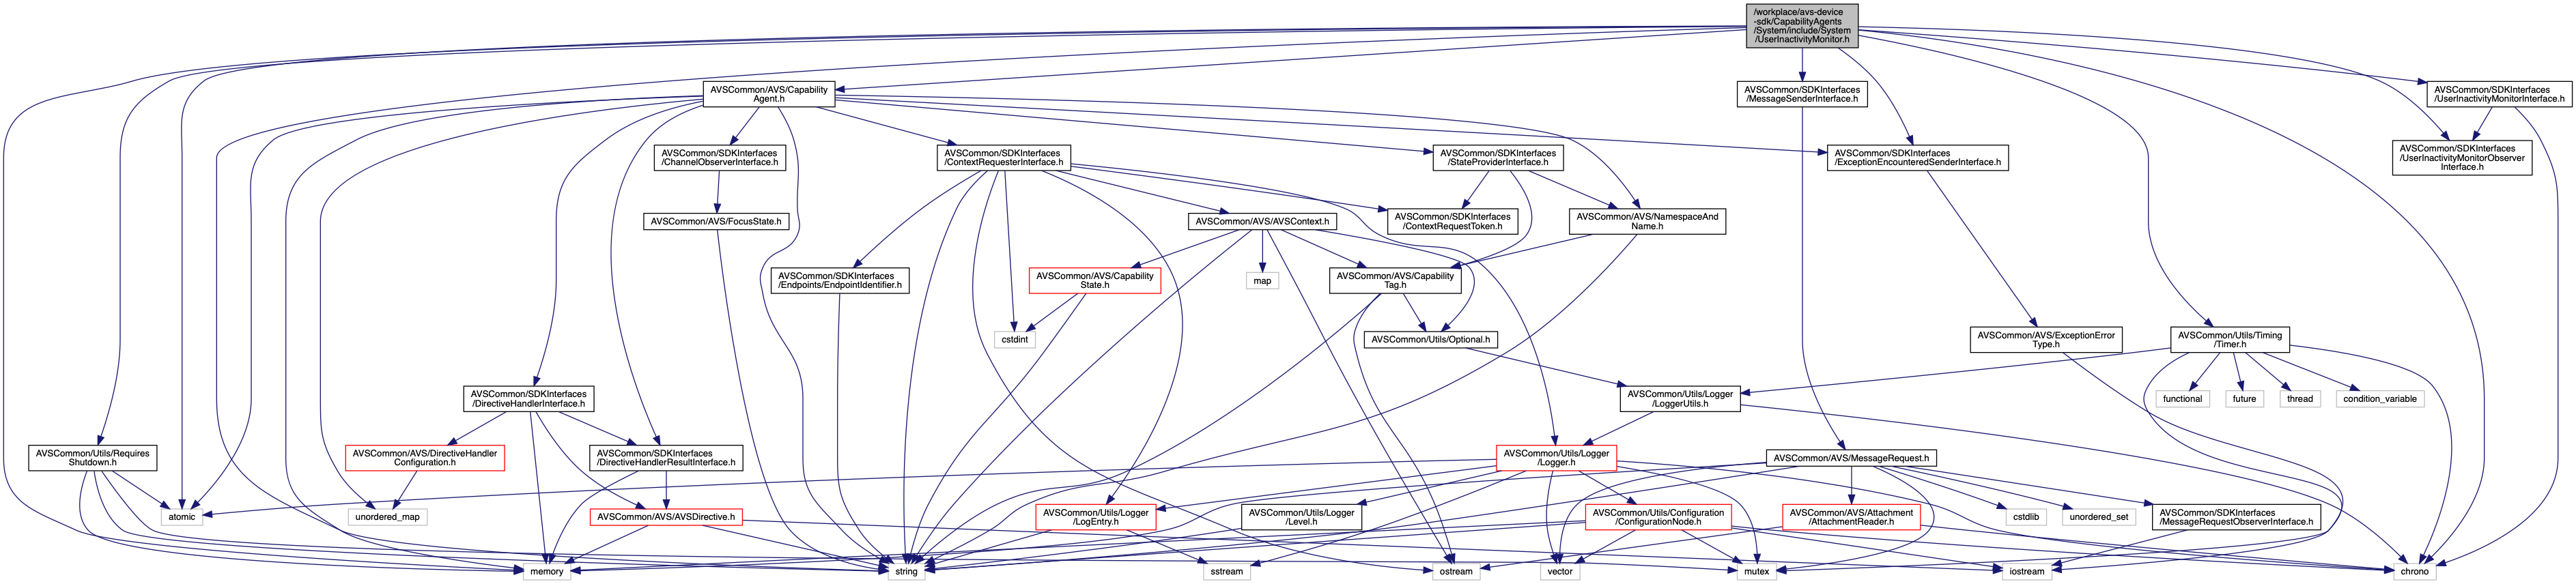 /workplace/avs-device
-sdk/CapabilityAgents
/System/include/System
/UserInactivityMonitor.h
AVSCommon/AVS/Capability
Agent.h
AVSCommon/SDKInterfaces
/MessageSenderInterface.h
AVSCommon/SDKInterfaces
/UserInactivityMonitorInterface.h
AVSCommon/SDKInterfaces
/ChannelObserverInterface.h
AVSCommon/SDKInterfaces
/ContextRequesterInterface.h
AVSCommon/SDKInterfaces
/StateProviderInterface.h
AVSCommon/SDKInterfaces
/ExceptionEncounteredSenderInterface.h
AVSCommon/SDKInterfaces
/UserInactivityMonitorObserver
Interface.h
AVSCommon/AVS/FocusState.h
AVSCommon/AVS/AVSContext.h
AVSCommon/SDKInterfaces
/ContextRequestToken.h
AVSCommon/AVS/NamespaceAnd
Name.h
AVSCommon/SDKInterfaces
/Endpoints/EndpointIdentifier.h
AVSCommon/AVS/Capability
State.h
map
AVSCommon/AVS/Capability
Tag.h
cstdint
AVSCommon/Utils/Optional.h
AVSCommon/AVS/ExceptionError
Type.h
AVSCommon/Utils/Timing
/Timer.h
AVSCommon/SDKInterfaces
/DirectiveHandlerInterface.h
AVSCommon/Utils/Logger
/LoggerUtils.h
functional
future
thread
condition_variable
AVSCommon/Utils/Requires
Shutdown.h
AVSCommon/AVS/DirectiveHandler
Configuration.h
AVSCommon/SDKInterfaces
/DirectiveHandlerResultInterface.h
AVSCommon/Utils/Logger
/Logger.h
AVSCommon/AVS/MessageRequest.h
atomic
unordered_map
AVSCommon/AVS/AVSDirective.h
AVSCommon/Utils/Logger
/LogEntry.h
AVSCommon/Utils/Logger
/Level.h
AVSCommon/Utils/Configuration
/ConfigurationNode.h
AVSCommon/AVS/Attachment
/AttachmentReader.h
cstdlib
unordered_set
AVSCommon/SDKInterfaces
/MessageRequestObserverInterface.h
memory
string
sstream
ostream
vector
mutex
iostream
chrono